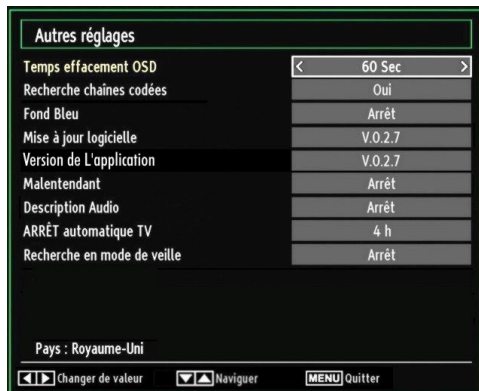 Autres réglages
Temps effacement OSD < 60 Sec >
Recherche chaînes codées Oui
Fond Bleu Arrêt
Mise à jour logicielle V.0.2.7
Version de L'application V.0.2.7
Malentendant Arrêt
Description Audio Arrêt
ARRÊT automatique TV 4 h
Recherche en mode de veille Arrêt
Pays : Royaume-Uni
Changer de valeur Naviguer MENU Quitter